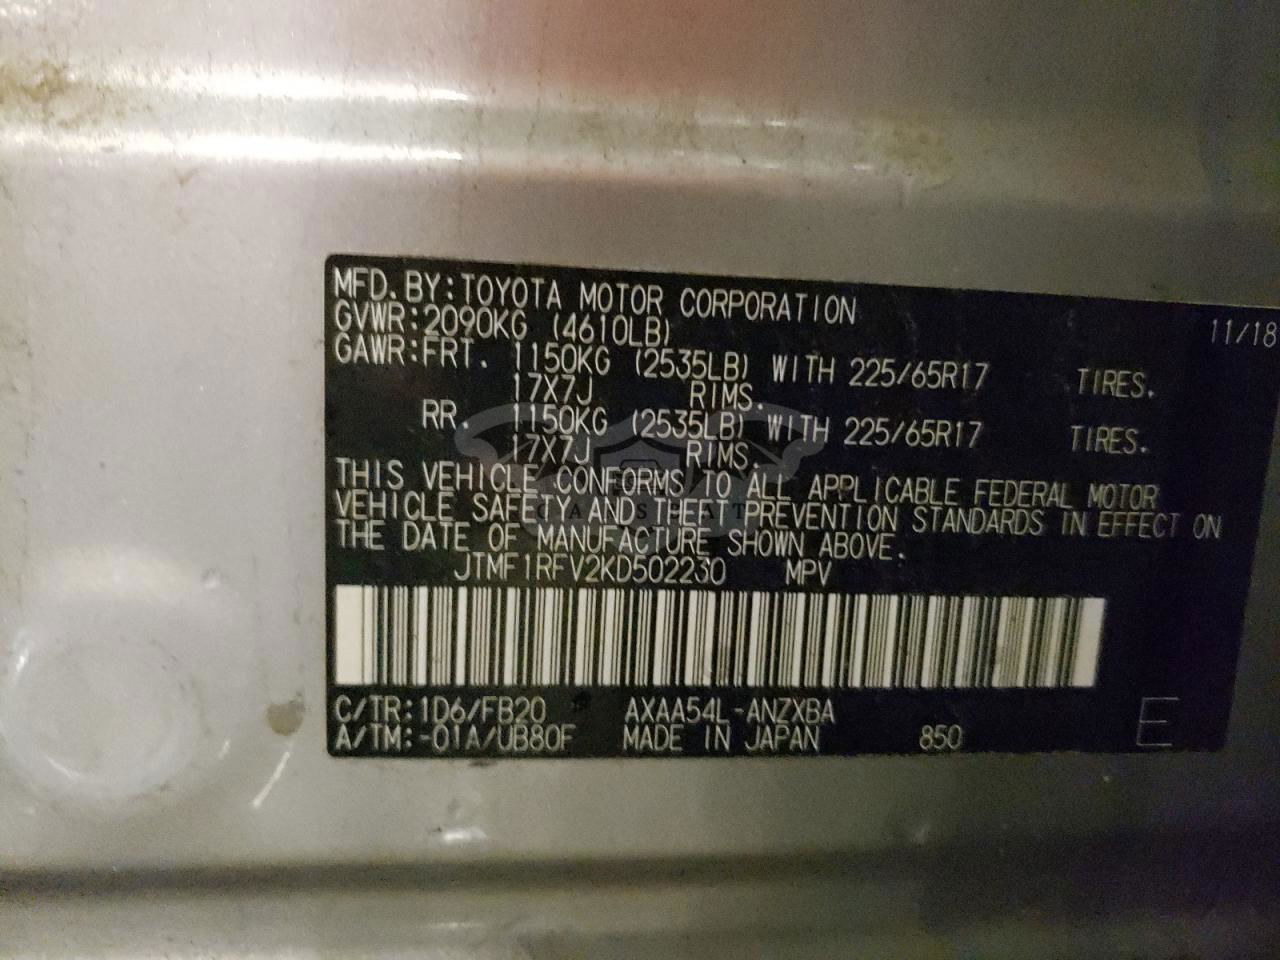 MFD. BY: TOYOTA MOTOR CORPORATION 11/18
GVWR: 2090KG (4610LB)
GAWR: FRT. 1150KG (2535LB) WITH 225/65R17 TIRES.
17X7J RIMS.
RR. 1150KG (2535LB) WITH 225/65R17 TIRES.
17X7J RIMS.
THIS VEHICLE CONFORMS TO ALL APPLICABLE FEDERAL MOTOR
VEHICLE SAFETY AND THEFT PREVENTION STANDARDS IN EFFECT ON
THE DATE OF MANUFACTURE SHOWN ABOVE.
JTMF1RFV2KD502230 MPV
C/TR: 1D6/FB20 AXAA54L-ANZXBA
A/TM: -01A/UB80F MADE IN JAPAN 850 E